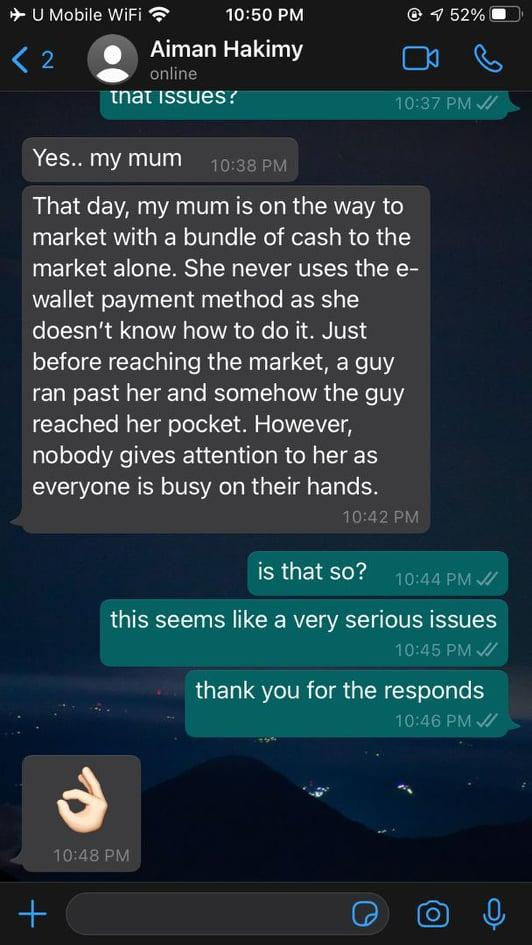 U Mobile WiFi 10:50 PM 52%
2 Aiman Hakimy
online
that issues? 10:37 PM
Yes.. my mum 10:38 PM
That day, my mum is on the way to
market with a bundle of cash to the
market alone. She never uses the e-
wallet payment method as she
doesn't know how to do it. Just
before reaching the market, a guy
ran past her and somehow the guy
reached her pocket. However,
nobody gives attention to her as
everyone is busy on their hands.
10:42 PM
is that so? 10:44 PM
this seems like a very serious issues
10:45 PM
thank you for the responds
10:46 PM
10:48 PM